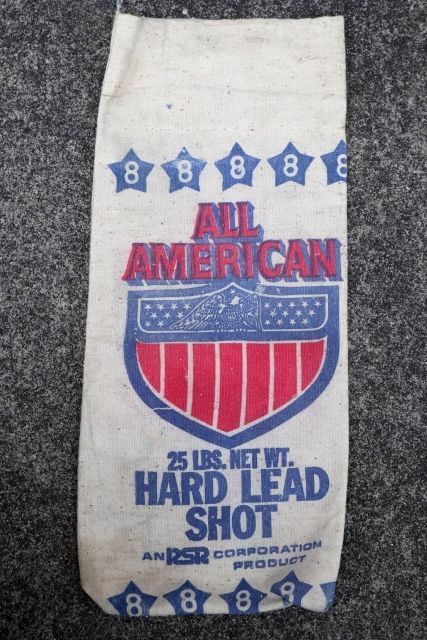 8 8 8 8 8
ALL
AMERICAN
25 LBS. NET WT.
HARD LEAD
SHOT
AN RSR CORPORATION
PRODUCT
8 8 8 8